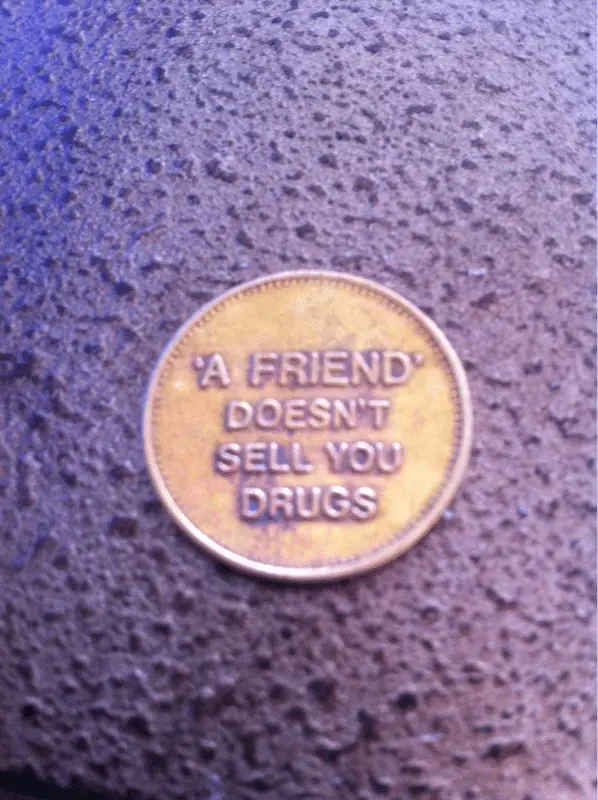 'A FRIEND'
DOESN'T
SELL YOU
DRUGS